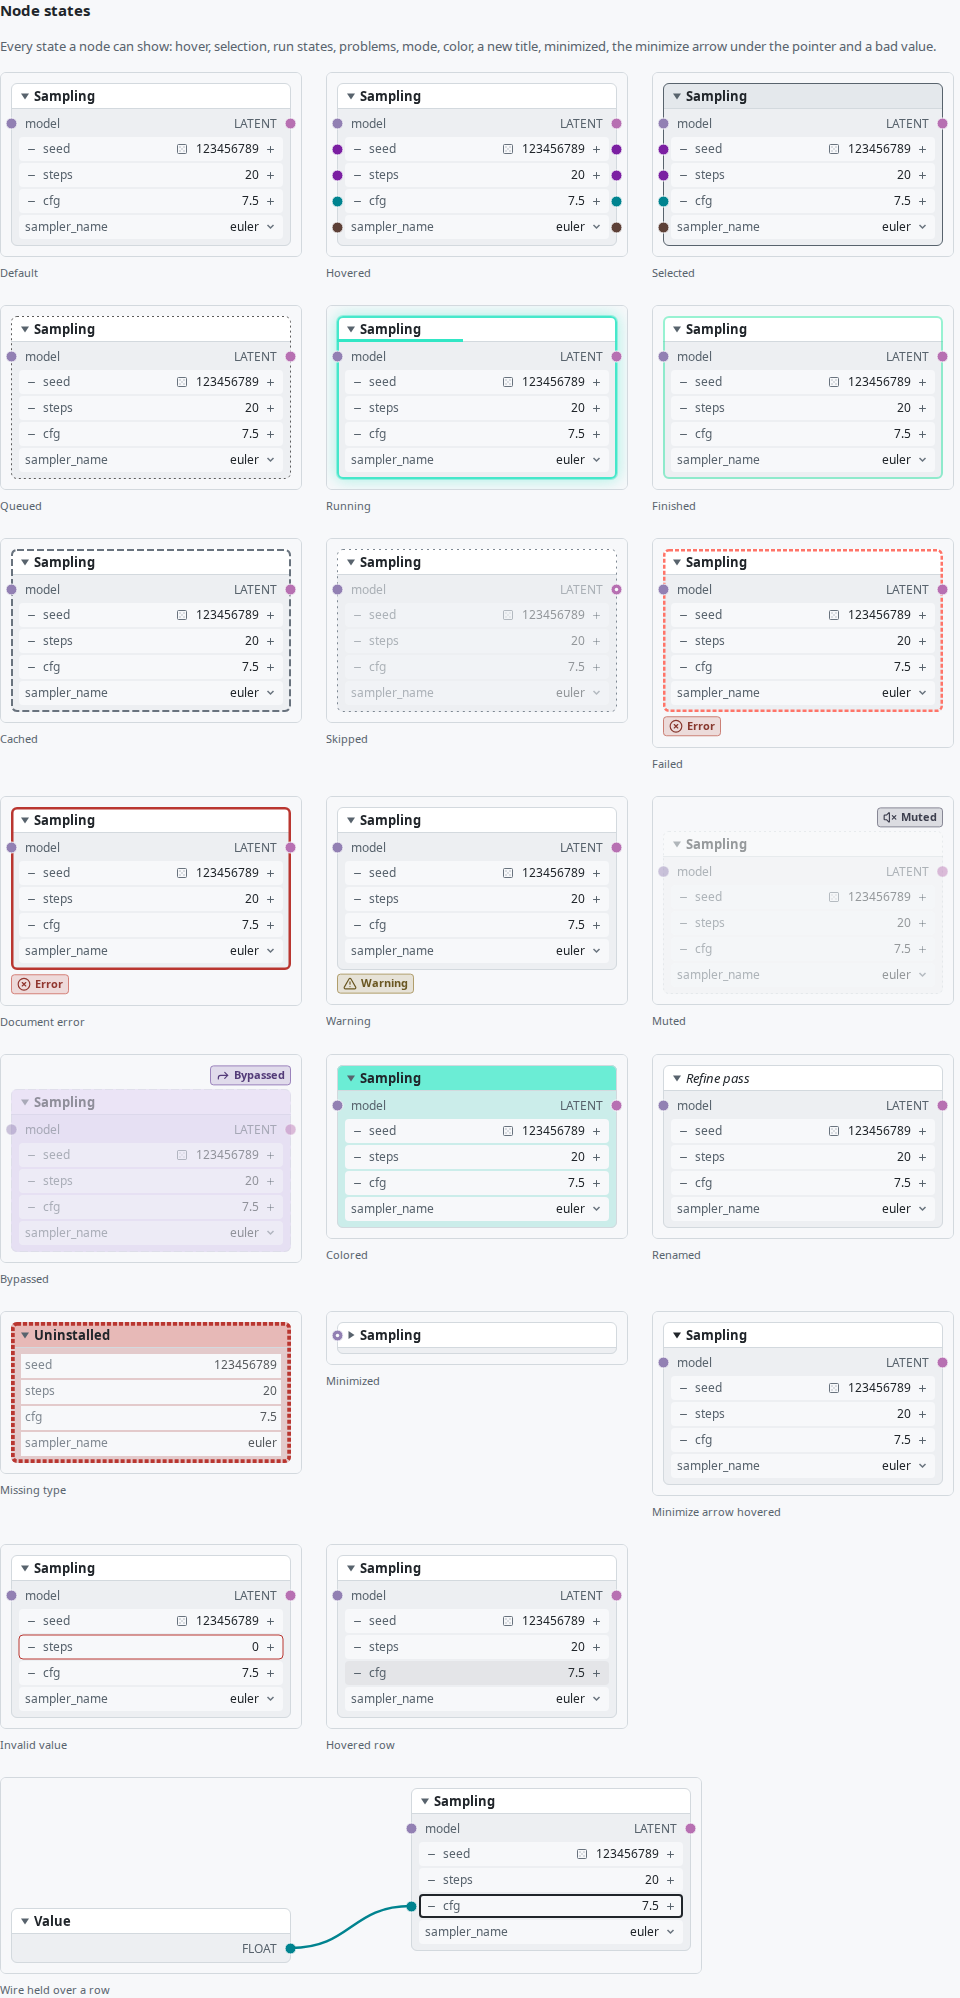 Node states
Every state a node can show: hover, selection, run states, problems, mode, color, a new title, minimized, the minimize arrow under the pointer and a bad value.
Sampling
model LATENT
− seed 123456789 +
− steps 20 +
− cfg 7.5 +
sampler_name euler
Default
Sampling
model LATENT
− seed 123456789 +
− steps 20 +
− cfg 7.5 +
sampler_name euler
Hovered
Sampling
model LATENT
− seed 123456789 +
− steps 20 +
− cfg 7.5 +
sampler_name euler
Selected
Sampling
model LATENT
− seed 123456789 +
− steps 20 +
− cfg 7.5 +
sampler_name euler
Queued
Sampling
model LATENT
− seed 123456789 +
− steps 20 +
− cfg 7.5 +
sampler_name euler
Running
Sampling
model LATENT
− seed 123456789 +
− steps 20 +
− cfg 7.5 +
sampler_name euler
Finished
Sampling
model LATENT
− seed 123456789 +
− steps 20 +
− cfg 7.5 +
sampler_name euler
Cached
Sampling
model LATENT
− seed 123456789 +
− steps 20 +
− cfg 7.5 +
sampler_name euler
Skipped
Sampling
model LATENT
− seed 123456789 +
− steps 20 +
− cfg 7.5 +
sampler_name euler
Error
Failed
Sampling
model LATENT
− seed 123456789 +
− steps 20 +
− cfg 7.5 +
sampler_name euler
Error
Document error
Sampling
model LATENT
− seed 123456789 +
− steps 20 +
− cfg 7.5 +
sampler_name euler
Warning
Warning
Muted
Sampling
model LATENT
− seed 123456789 +
− steps 20 +
− cfg 7.5 +
sampler_name euler
Muted
Bypassed
Sampling
model LATENT
− seed 123456789 +
− steps 20 +
− cfg 7.5 +
sampler_name euler
Bypassed
Sampling
model LATENT
− seed 123456789 +
− steps 20 +
− cfg 7.5 +
sampler_name euler
Colored
Refine pass
model LATENT
− seed 123456789 +
− steps 20 +
− cfg 7.5 +
sampler_name euler
Renamed
Uninstalled
seed 123456789
steps 20
cfg 7.5
sampler_name euler
Missing type
Sampling
Minimized
Sampling
model LATENT
− seed 123456789 +
− steps 20 +
− cfg 7.5 +
sampler_name euler
Minimize arrow hovered
Sampling
model LATENT
− seed 123456789 +
− steps 0 +
− cfg 7.5 +
sampler_name euler
Invalid value
Sampling
model LATENT
− seed 123456789 +
− steps 20 +
− cfg 7.5 +
sampler_name euler
Hovered row
Sampling
model LATENT
− seed 123456789 +
− steps 20 +
− cfg 7.5 +
sampler_name euler
Value
FLOAT
Wire held over a row